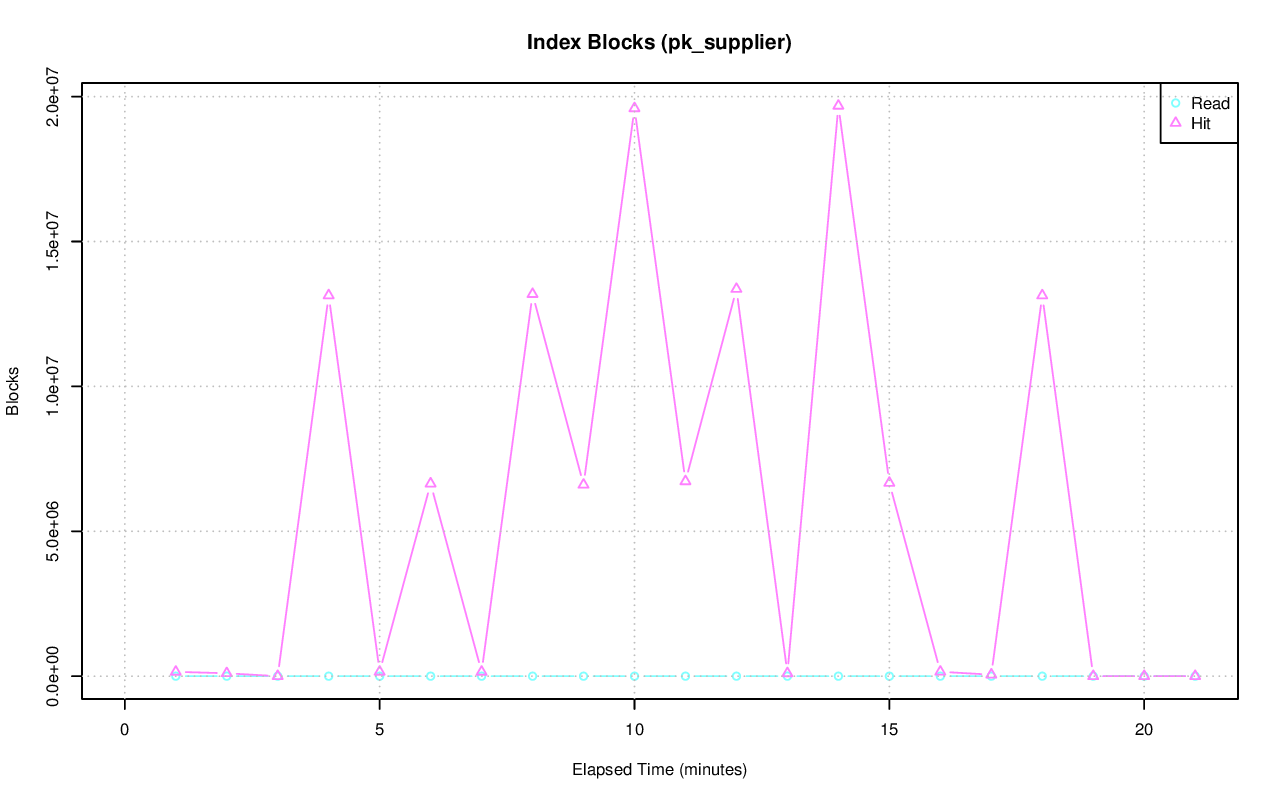 Index Blocks (pk_supplier)
Read
Hit
Blocks
2.0e+07
1.5e+07
1.0e+07
5.0e+06
0.0e+00
0 5 10 15 20
Elapsed Time (minutes)